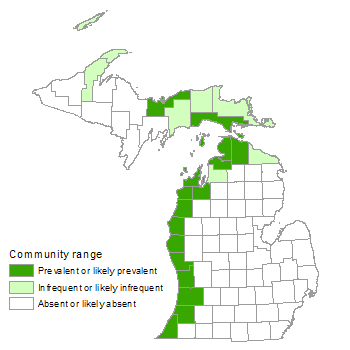 Community range
Prevalent or likely prevalent
Infrequent or likely infrequent
Absent or likely absent